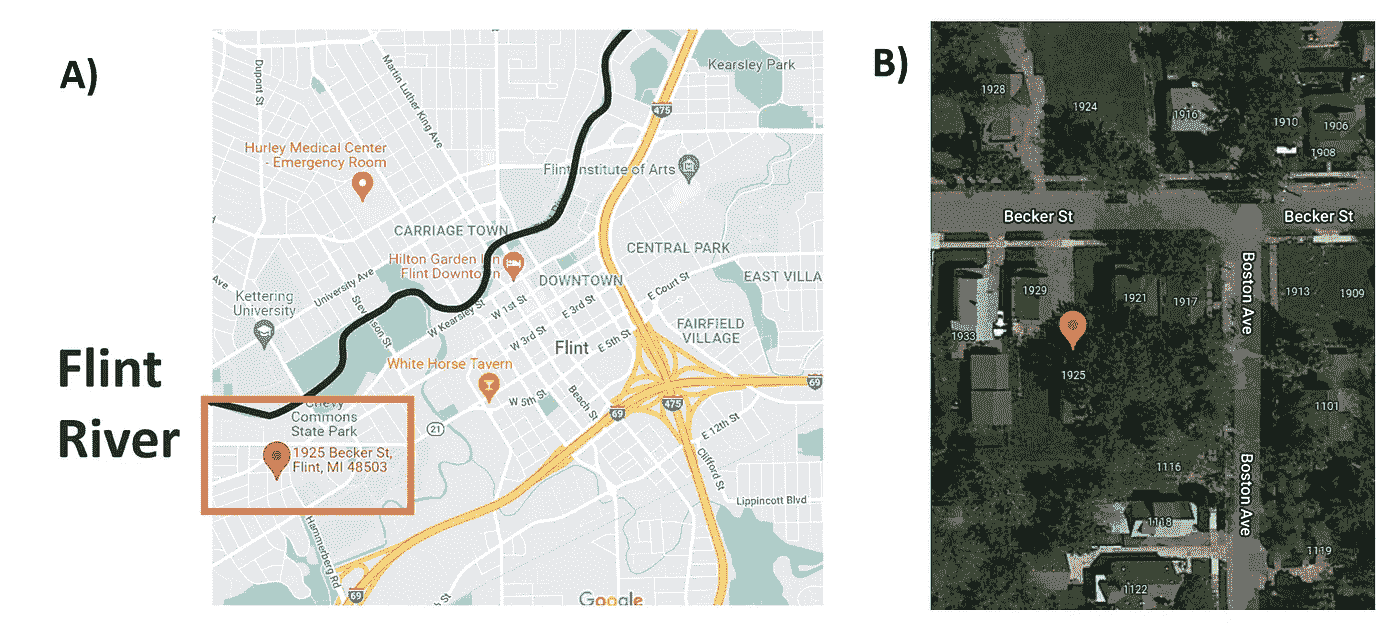 A)
Flint
River
Dupont St
Martin Luther King Ave
Kearsley Park
475
Hurley Medical Center
- Emergency Room
Flint Institute of Arts
CARRIAGE TOWN
CENTRAL PARK
Hilton Garden Inn
Flint Downtown
DOWNTOWN
EAST VILLA
E Court St
Ave
University Ave
Kettering
University
Stevenson St
W Kearsley St
W 1st St
E 3rd St
W 3rd St
E 5th St
FAIRFIELD
VILLAGE
Flint
White Horse Tavern
W 5th St
Beach St
69
475
69
21
E 12th St
Chevy
Commons
State Park
1925 Becker St,
Flint, MI 48503
Clifford St
Lippincott Blvd
Hammerberg Rd
69
th St
Google
B)
1928
1924
1916
1910
1906
1908
Becker St
Becker St
Boston Ave
1929
1921
1917
1913
1909
1933
1925
1101
1116
Boston Ave
1118
1119
1122